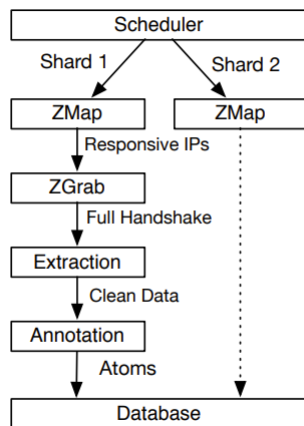 Scheduler
Shard 1
Shard 2
ZMap
ZMap
Responsive IPs
ZGrab
Full Handshake
Extraction
Clean Data
Annotation
Atoms
Database